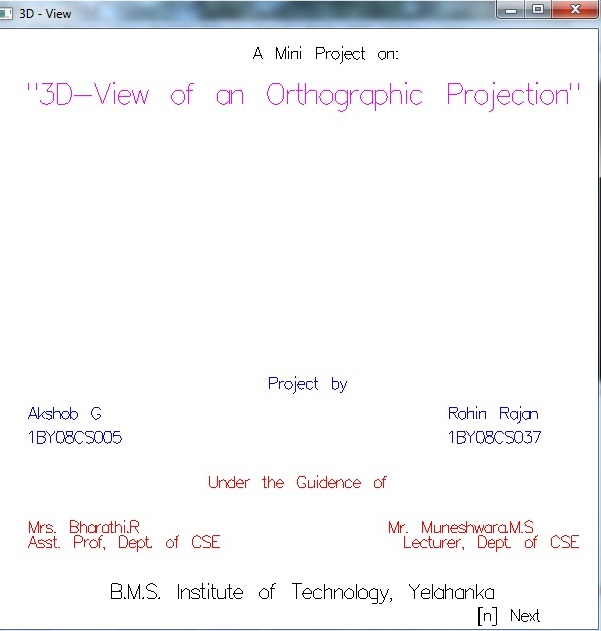 3D - View
A Mini Project on:
"3D-View of an Orthographic Projection"
Project by
Akshob G Rohin Rajan
1BY08CS005 1BY08CS037
Under the Guidence of
Mrs. Bharathi.R Mr. Muneshwara.M.S
Asst. Prof, Dept. of CSE Lecturer, Dept. of CSE
B.M.S. Institute of Technology, Yelahanka
[n] Next